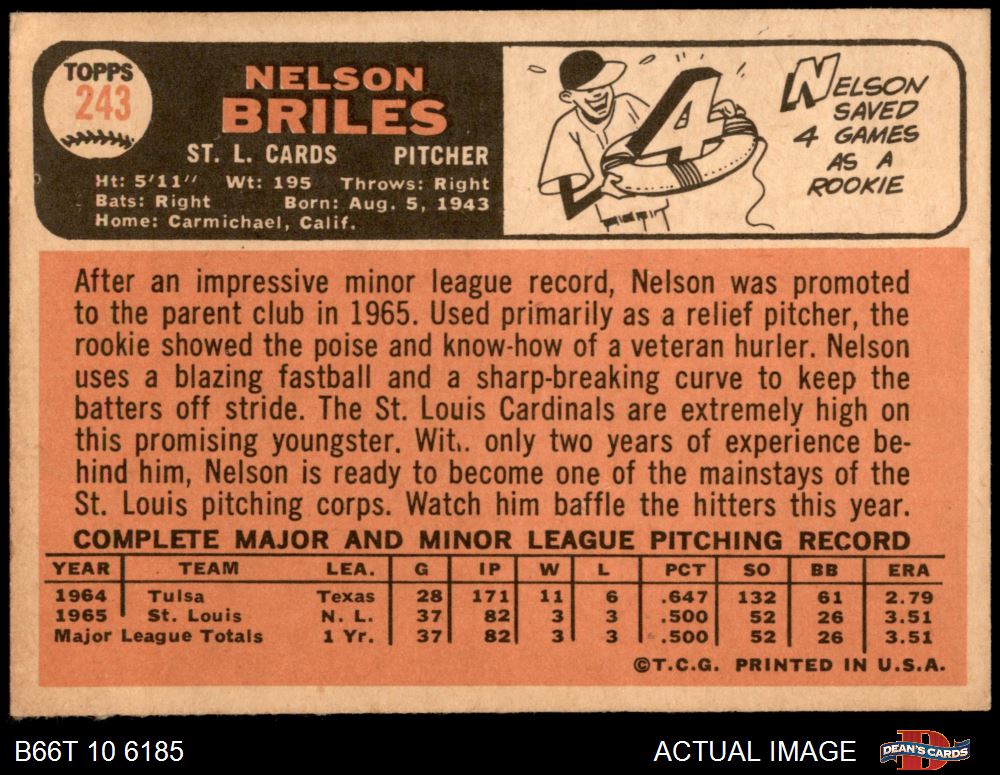 TOPPS
243
NELSON
BRILES
ST. L. CARDS PITCHER
Ht: 5'11" Wt: 195 Throws: Right
Bats: Right Born: Aug. 5, 1943
Home: Carmichael, Calif.
4
NELSON
SAVED
4 GAMES
AS A
ROOKIE
After an impressive minor league record, Nelson was promoted
to the parent club in 1965. Used primarily as a relief pitcher, the
rookie showed the poise and know-how of a veteran hurler. Nelson
uses a blazing fastball and a sharp-breaking curve to keep the
batters off stride. The St. Louis Cardinals are extremely high on
this promising youngster. Wit.. only two years of experience be-
hind him, Nelson is ready to become one of the mainstays of the
St. Louis pitching corps. Watch him baffle the hitters this year.
COMPLETE MAJOR AND MINOR LEAGUE PITCHING RECORD
YEAR TEAM LEA. G IP W L PCT SO BB ERA
1964 Tulsa Texas 28 171 11 6 .647 132 61 2.79
1965 St. Louis N. L. 37 82 3 3 .500 52 26 3.51
Major League Totals 1 Yr. 37 82 3 3 .500 52 26 3.51
©T.C.G. PRINTED IN U.S.A.
B66T 10 6185
ACTUAL IMAGE
DEAN'S CARDS